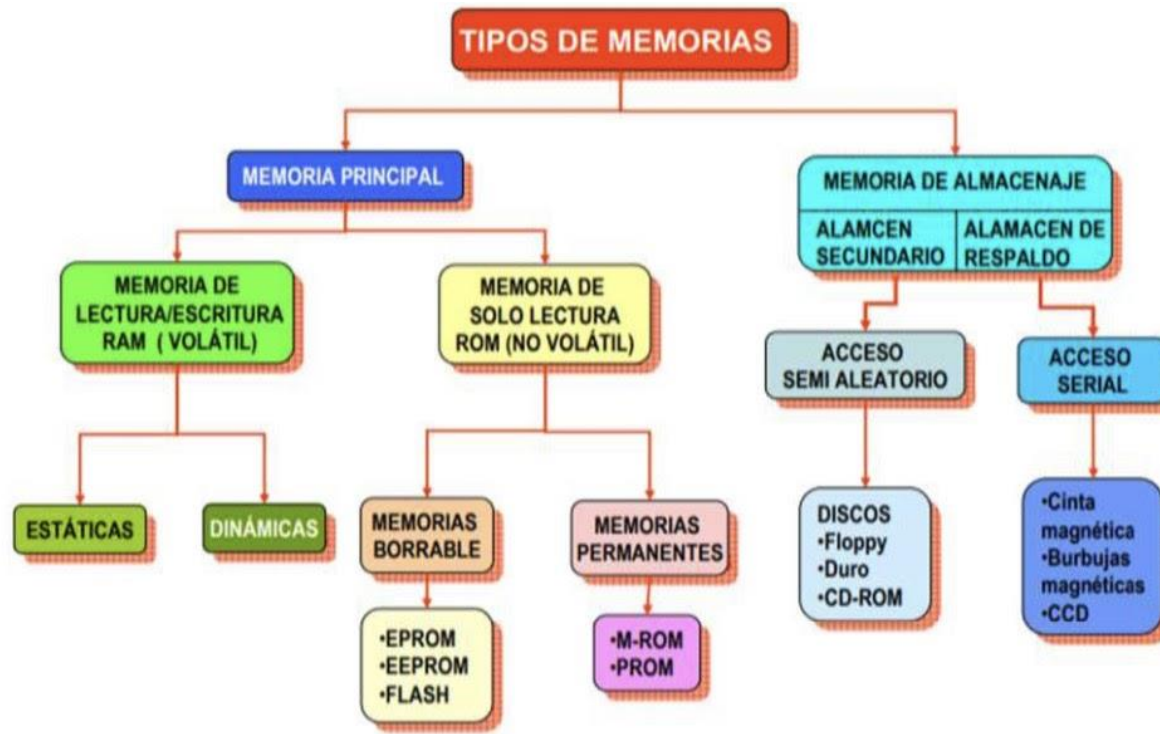 TIPOS DE MEMORIAS
MEMORIA PRINCIPAL
MEMORIA DE ALMACENAJE
ALAMCEN
SECUNDARIO
ALAMACEN DE
RESPALDO
MEMORIA DE
LECTURA/ESCRITURA
RAM ( VOLÁTIL)
MEMORIA DE
SOLO LECTURA
ROM (NO VOLÁTIL)
ACCESO
SEMI ALEATORIO
ACCESO
SERIAL
ESTÁTICAS
DINÁMICAS
MEMORIAS
BORRABLE
MEMORIAS
PERMANENTES
DISCOS
•Floppy
•Duro
•CD-ROM
•Cinta
magnética
•Burbujas
magnéticas
•CCD
•EPROM
•EEPROM
•FLASH
•M-ROM
•PROM